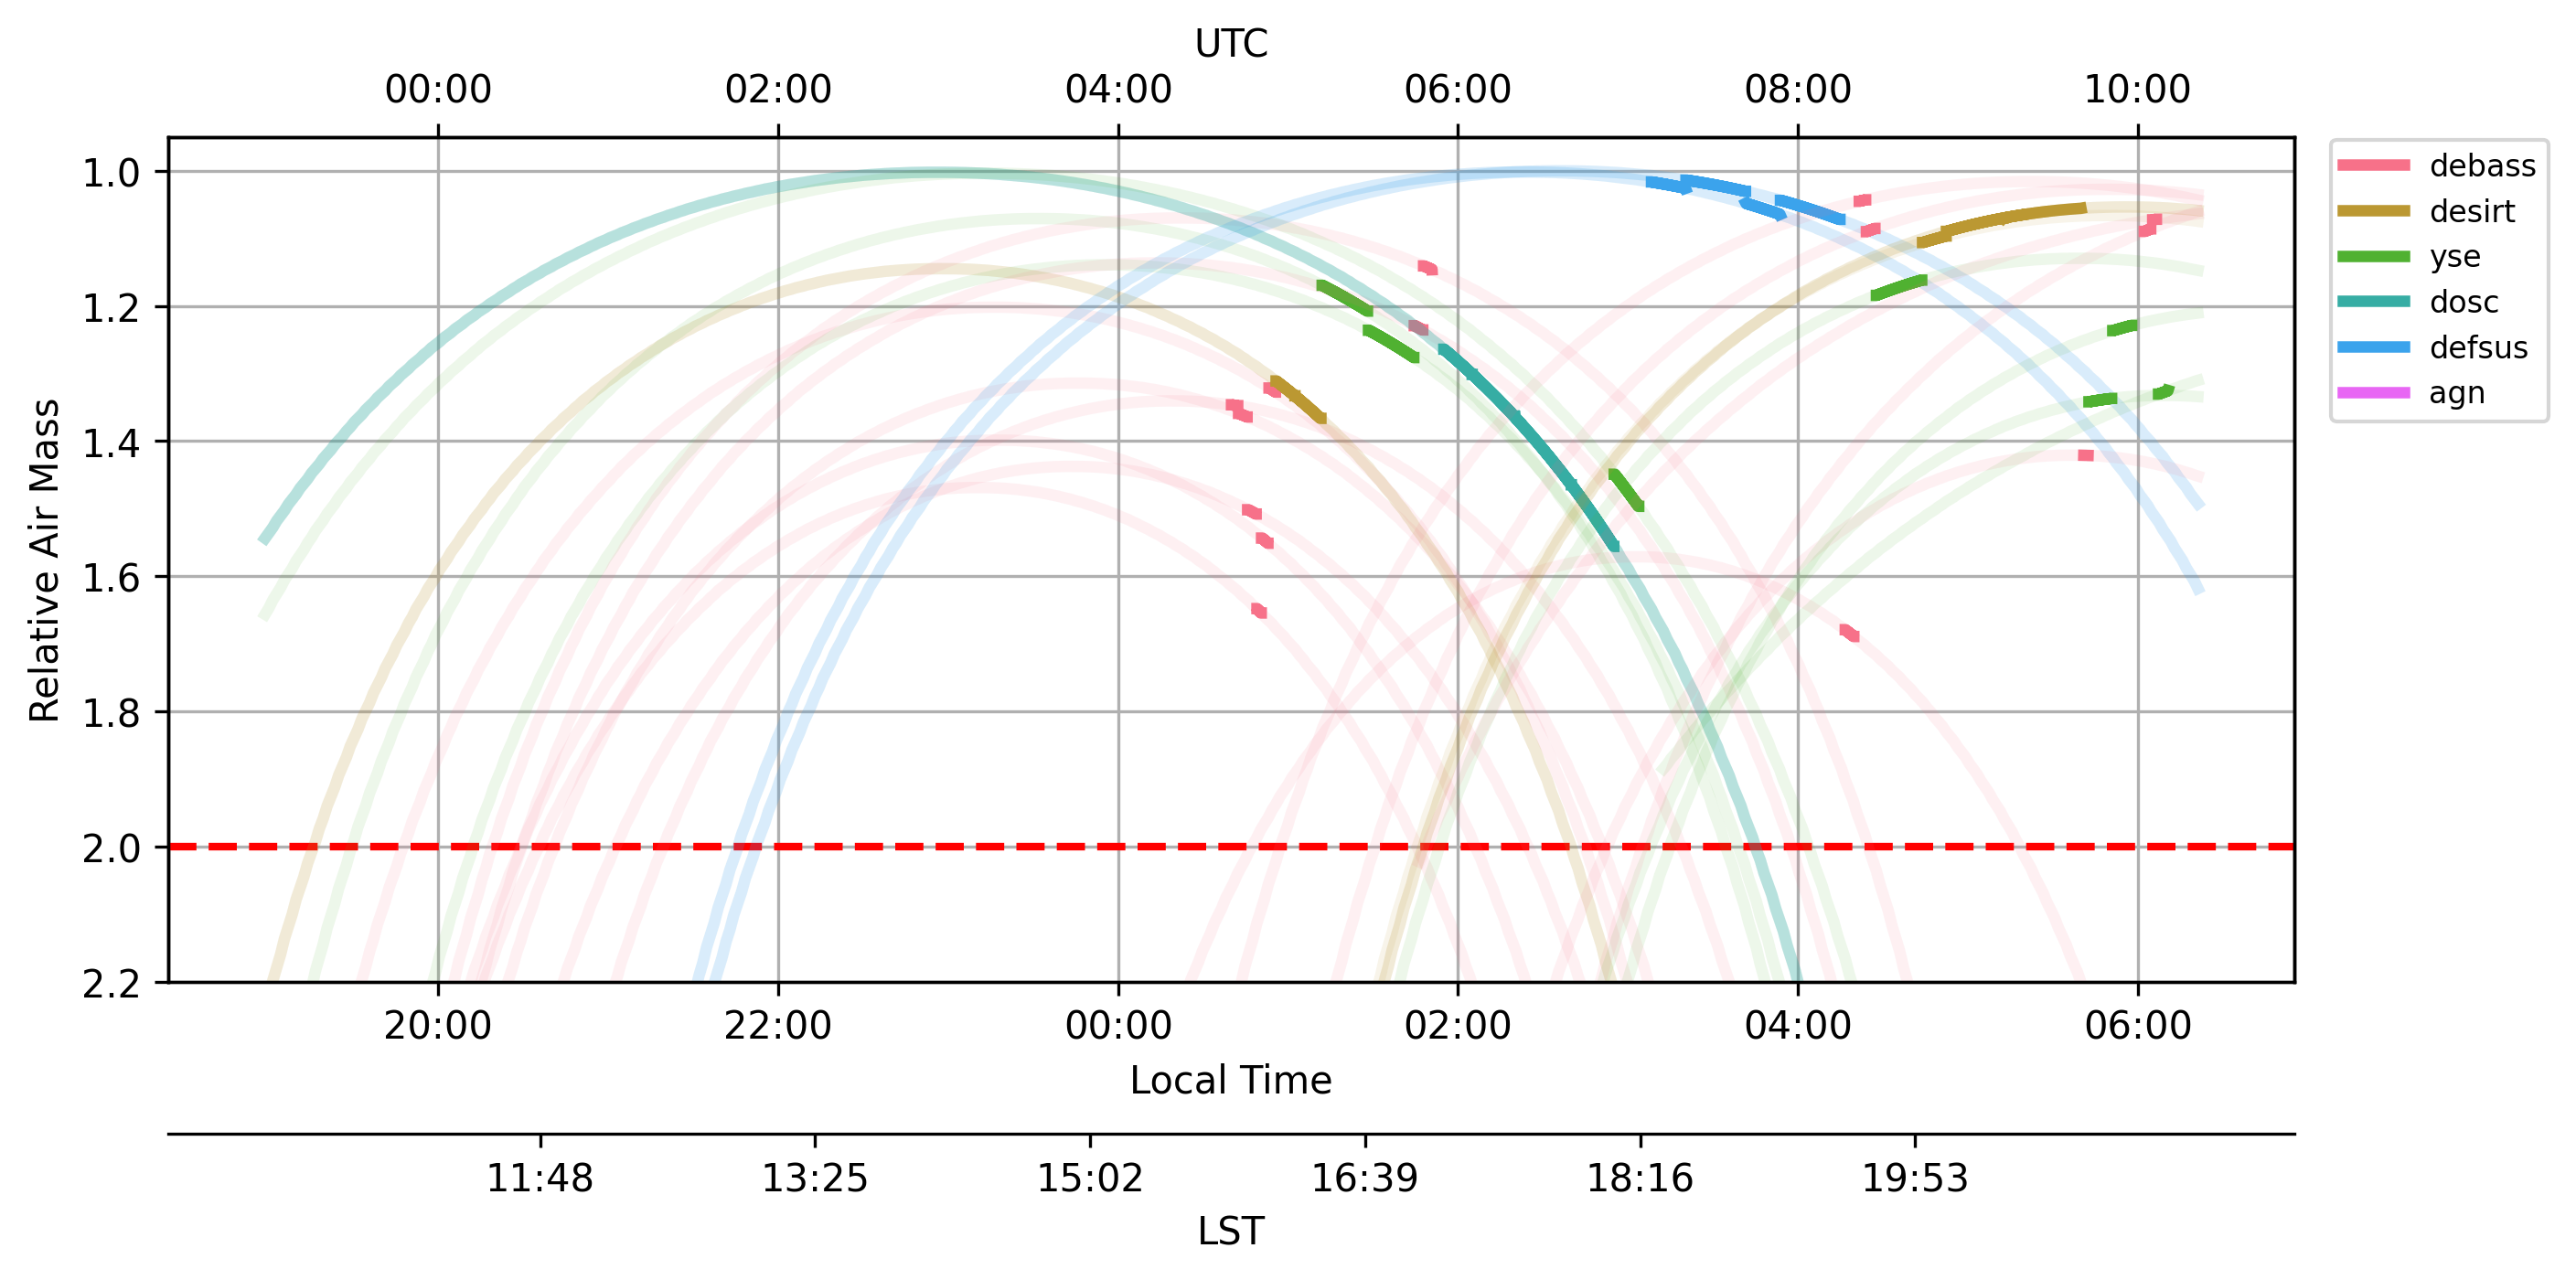 UTC
00:00 02:00 04:00 06:00 08:00 10:00
Relative Air Mass
1.0
1.2
1.4
1.6
1.8
2.0
2.2
debass
desirt
yse
dosc
defsus
agn
20:00 22:00 00:00 02:00 04:00 06:00
Local Time
11:48 13:25 15:02 16:39 18:16 19:53
LST